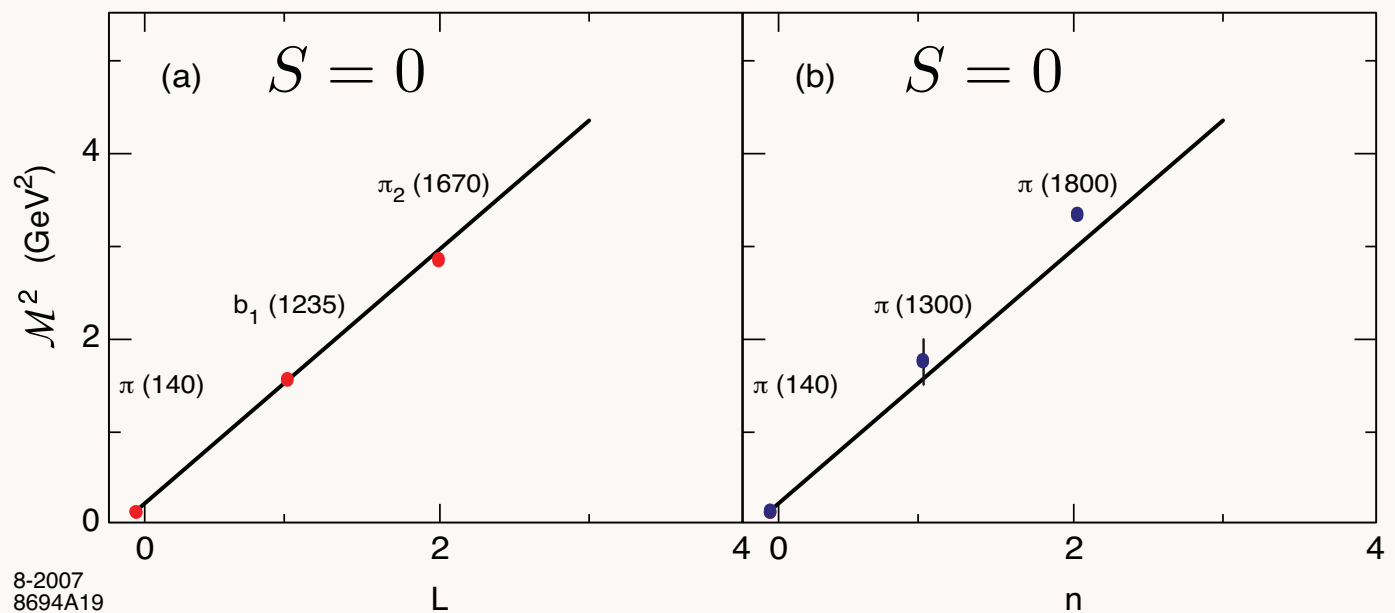 (a) S = 0
(b) S = 0
4
2
0
ℳ² (GeV²)
π₂ (1670)
b₁ (1235)
π (140)
π (1800)
π (1300)
π (140)
0 2 4
0 2 4
L
n
8-2007
8694A19